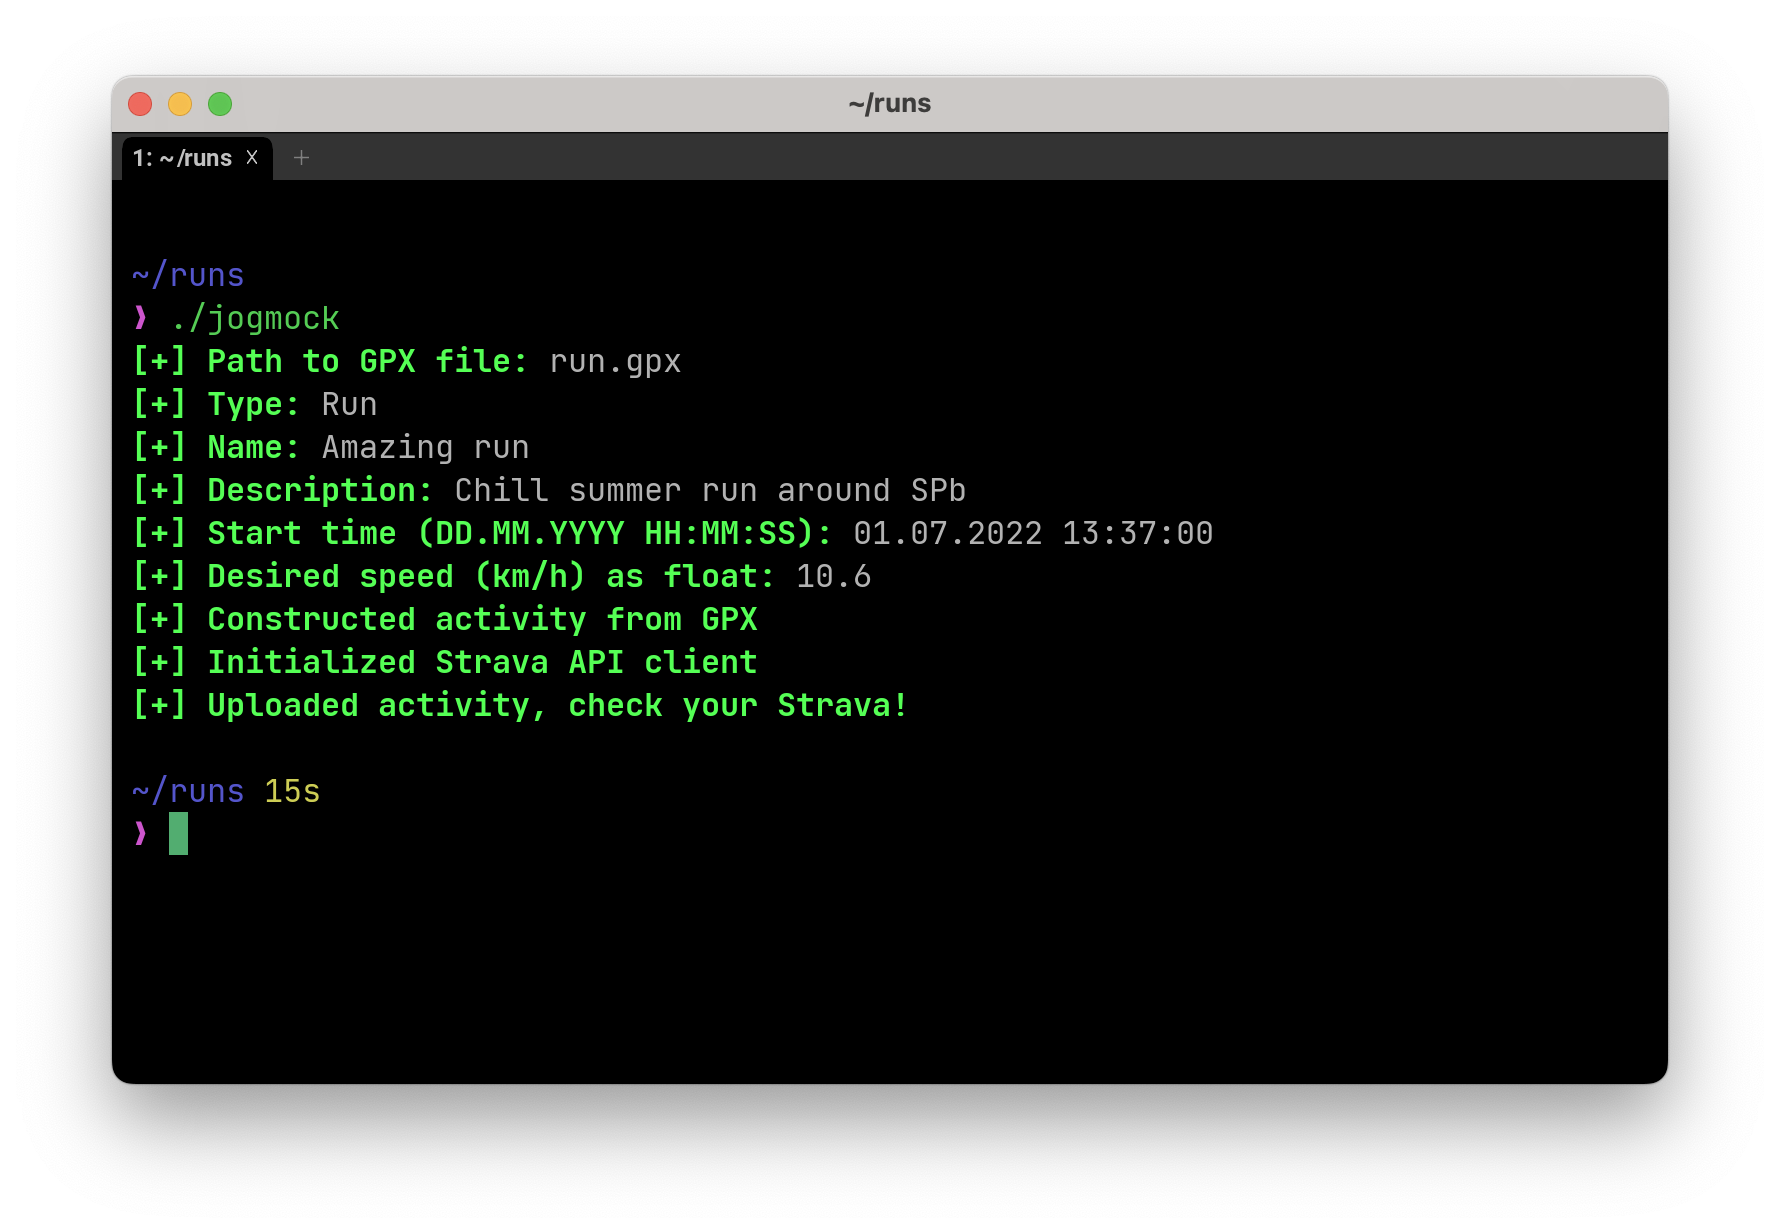 ~/runs
1: ~/runs X +
~/runs
❯ ./jogmock
[+] Path to GPX file: run.gpx
[+] Type: Run
[+] Name: Amazing run
[+] Description: Chill summer run around SPb
[+] Start time (DD.MM.YYYY HH:MM:SS): 01.07.2022 13:37:00
[+] Desired speed (km/h) as float: 10.6
[+] Constructed activity from GPX
[+] Initialized Strava API client
[+] Uploaded activity, check your Strava!
~/runs 15s
❯